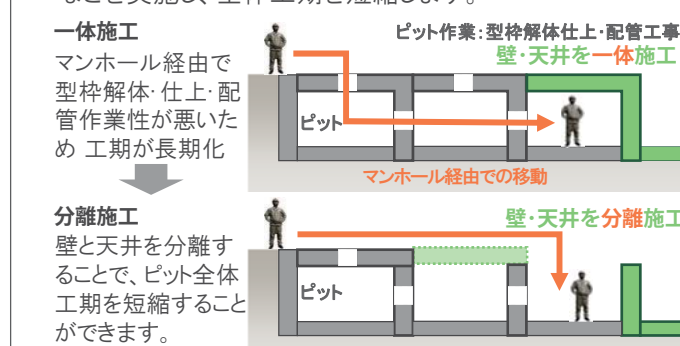 一体施工
マンホール経由で
型枠解体・仕上・配
管作業性が悪いた
め 工期が長期化
ピット作業：型枠解体仕上・配管工事
壁・天井を一体施工
ピット
マンホール経由での移動
分離施工
壁と天井を分離す
ることで、ピット全体
工期を短縮すること
ができます。
壁・天井を分離施工
ピット